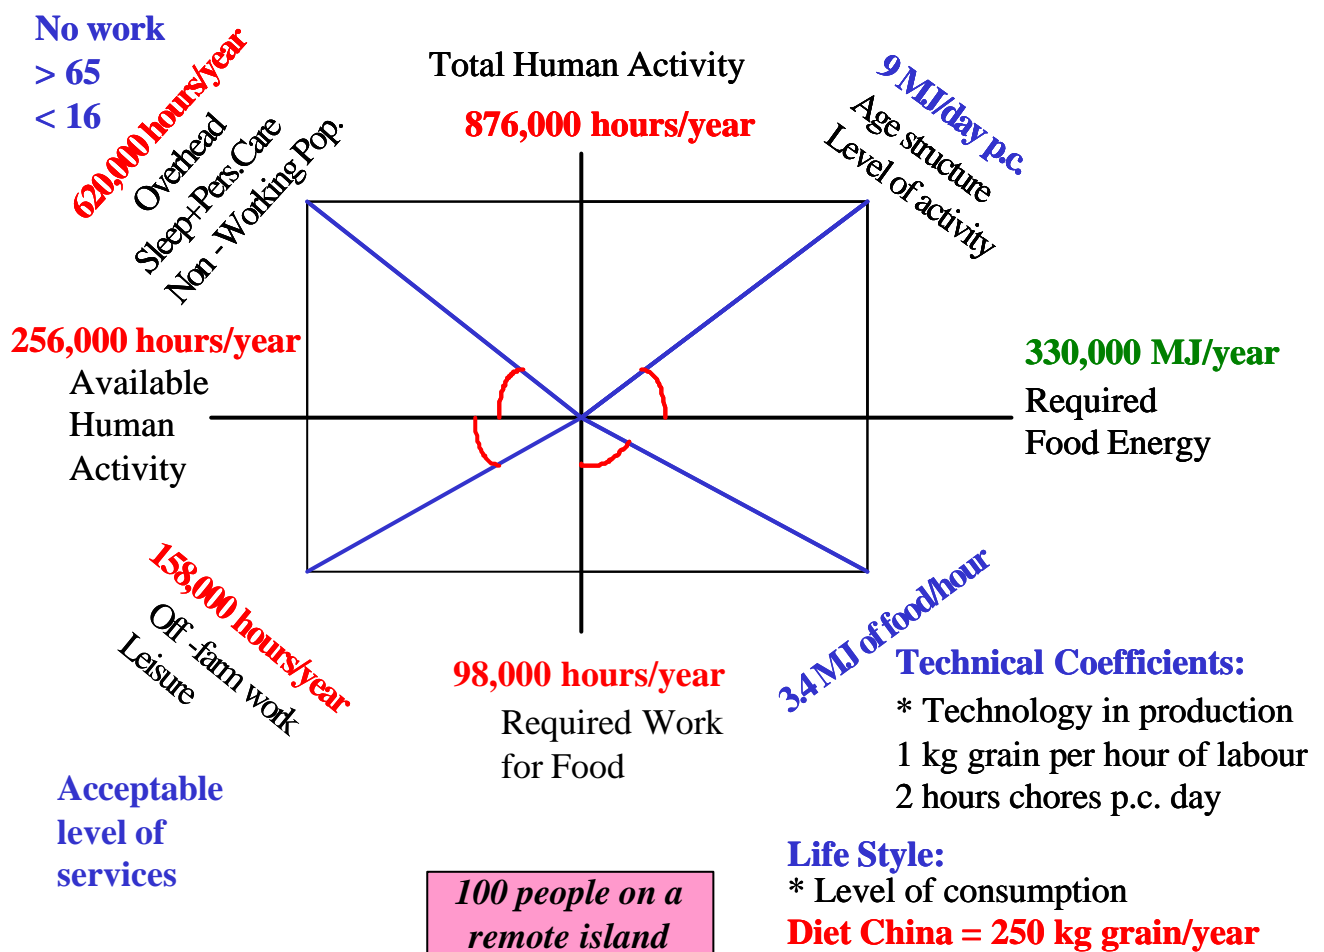 No work
> 65
< 16
620,000 hours/year
Overhead
Sleep+Pers.Care
Non -Working Pop.
Total Human Activity
876,000 hours/year
9 MJ/day p.c.
Age structure
Level of activity
256,000 hours/year
Available
Human
Activity
330,000 MJ/year
Required
Food Energy
158,000 hours/year
Off -farm work
Leisure
98,000 hours/year
Required Work
for Food
3.4 MJ of food/hour
Technical Coefficients:
* Technology in production
1 kg grain per hour of labour
2 hours chores p.c. day
Acceptable
level of
services
100 people on a
remote island
Life Style:
* Level of consumption
Diet China = 250 kg grain/year